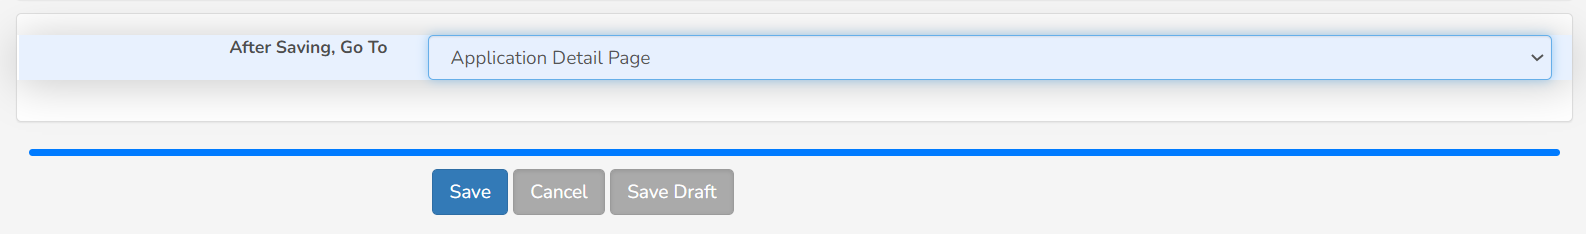 After Saving, Go To
Application Detail Page
Save Cancel Save Draft